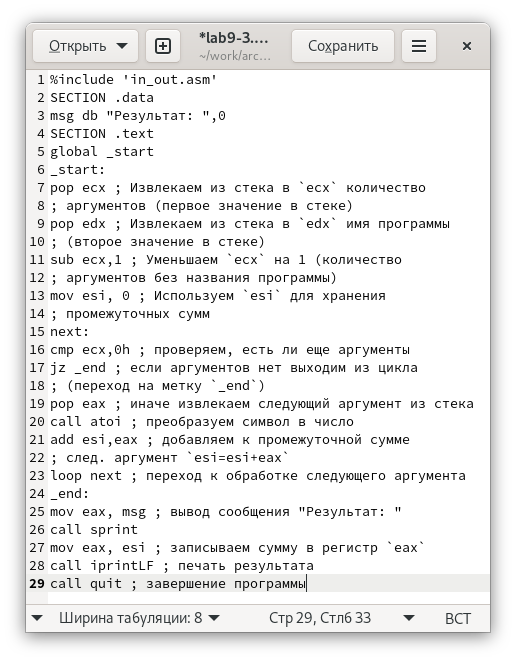 Открыть
*lab9-3....
~/work/arc...
Сохранить
1 %include 'in_out.asm'
2 SECTION .data
3 msg db "Результат: ",0
4 SECTION .text
5 global _start
6 _start:
7 pop ecx ; Извлекаем из стека в `ecx` количество
8 ; аргументов (первое значение в стеке)
9 pop edx ; Извлекаем из стека в `edx` имя программы
10 ; (второе значение в стеке)
11 sub ecx,1 ; Уменьшаем `ecx` на 1 (количество
12 ; аргументов без названия программы)
13 mov esi, 0 ; Используем `esi` для хранения
14 ; промежуточных сумм
15 next:
16 cmp ecx,0h ; проверяем, есть ли еще аргументы
17 jz _end ; если аргументов нет выходим из цикла
18 ; (переход на метку `_end`)
19 pop eax ; иначе извлекаем следующий аргумент из стека
20 call atoi ; преобразуем символ в число
21 add esi,eax ; добавляем к промежуточной сумме
22 ; след. аргумент `esi=esi+eax`
23 loop next ; переход к обработке следующего аргумента
24 _end:
25 mov eax, msg ; вывод сообщения "Результат: "
26 call sprint
27 mov eax, esi ; записываем сумму в регистр `eax`
28 call iprintLF ; печать результата
29 call quit ; завершение программы
Ширина табуляции: 8
Стр 29, Стлб 33
ВСТ